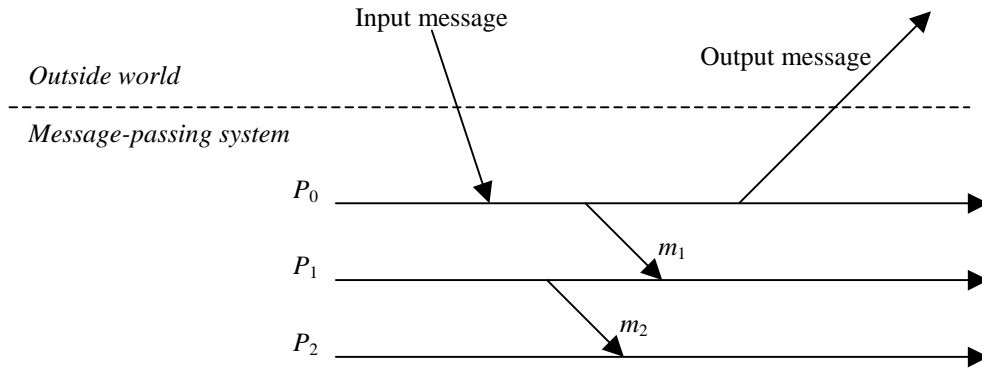 Input message
Output message
Outside world
Message-passing system
P₀
m₁
P₁
m₂
P₂